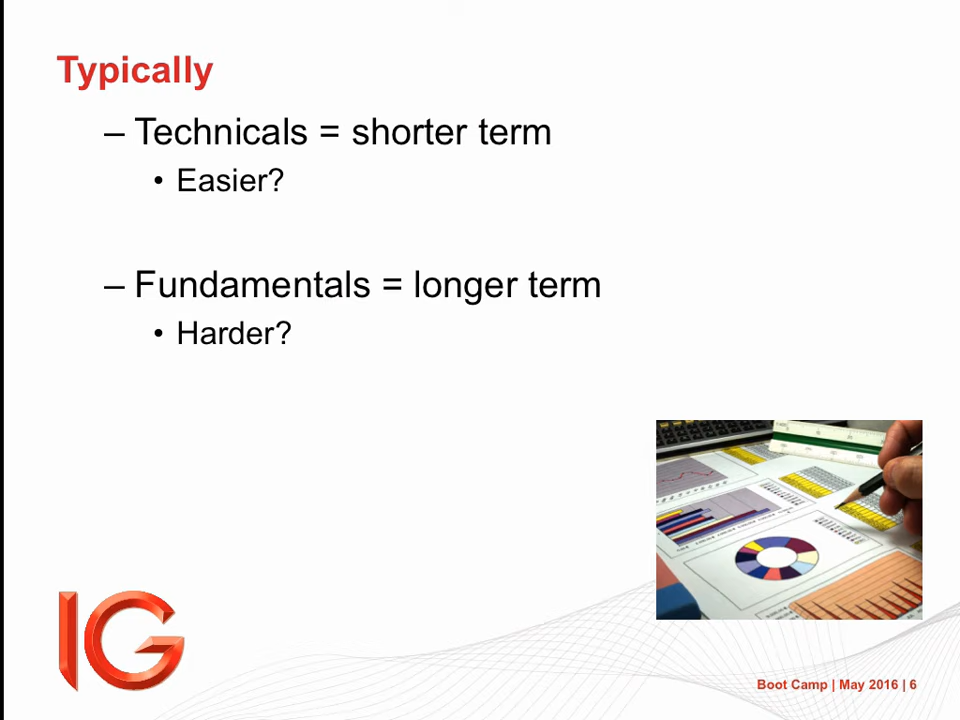 Typically
– Technicals = shorter term
• Easier?
– Fundamentals = longer term
• Harder?
IG
Boot Camp | May 2016 | 6